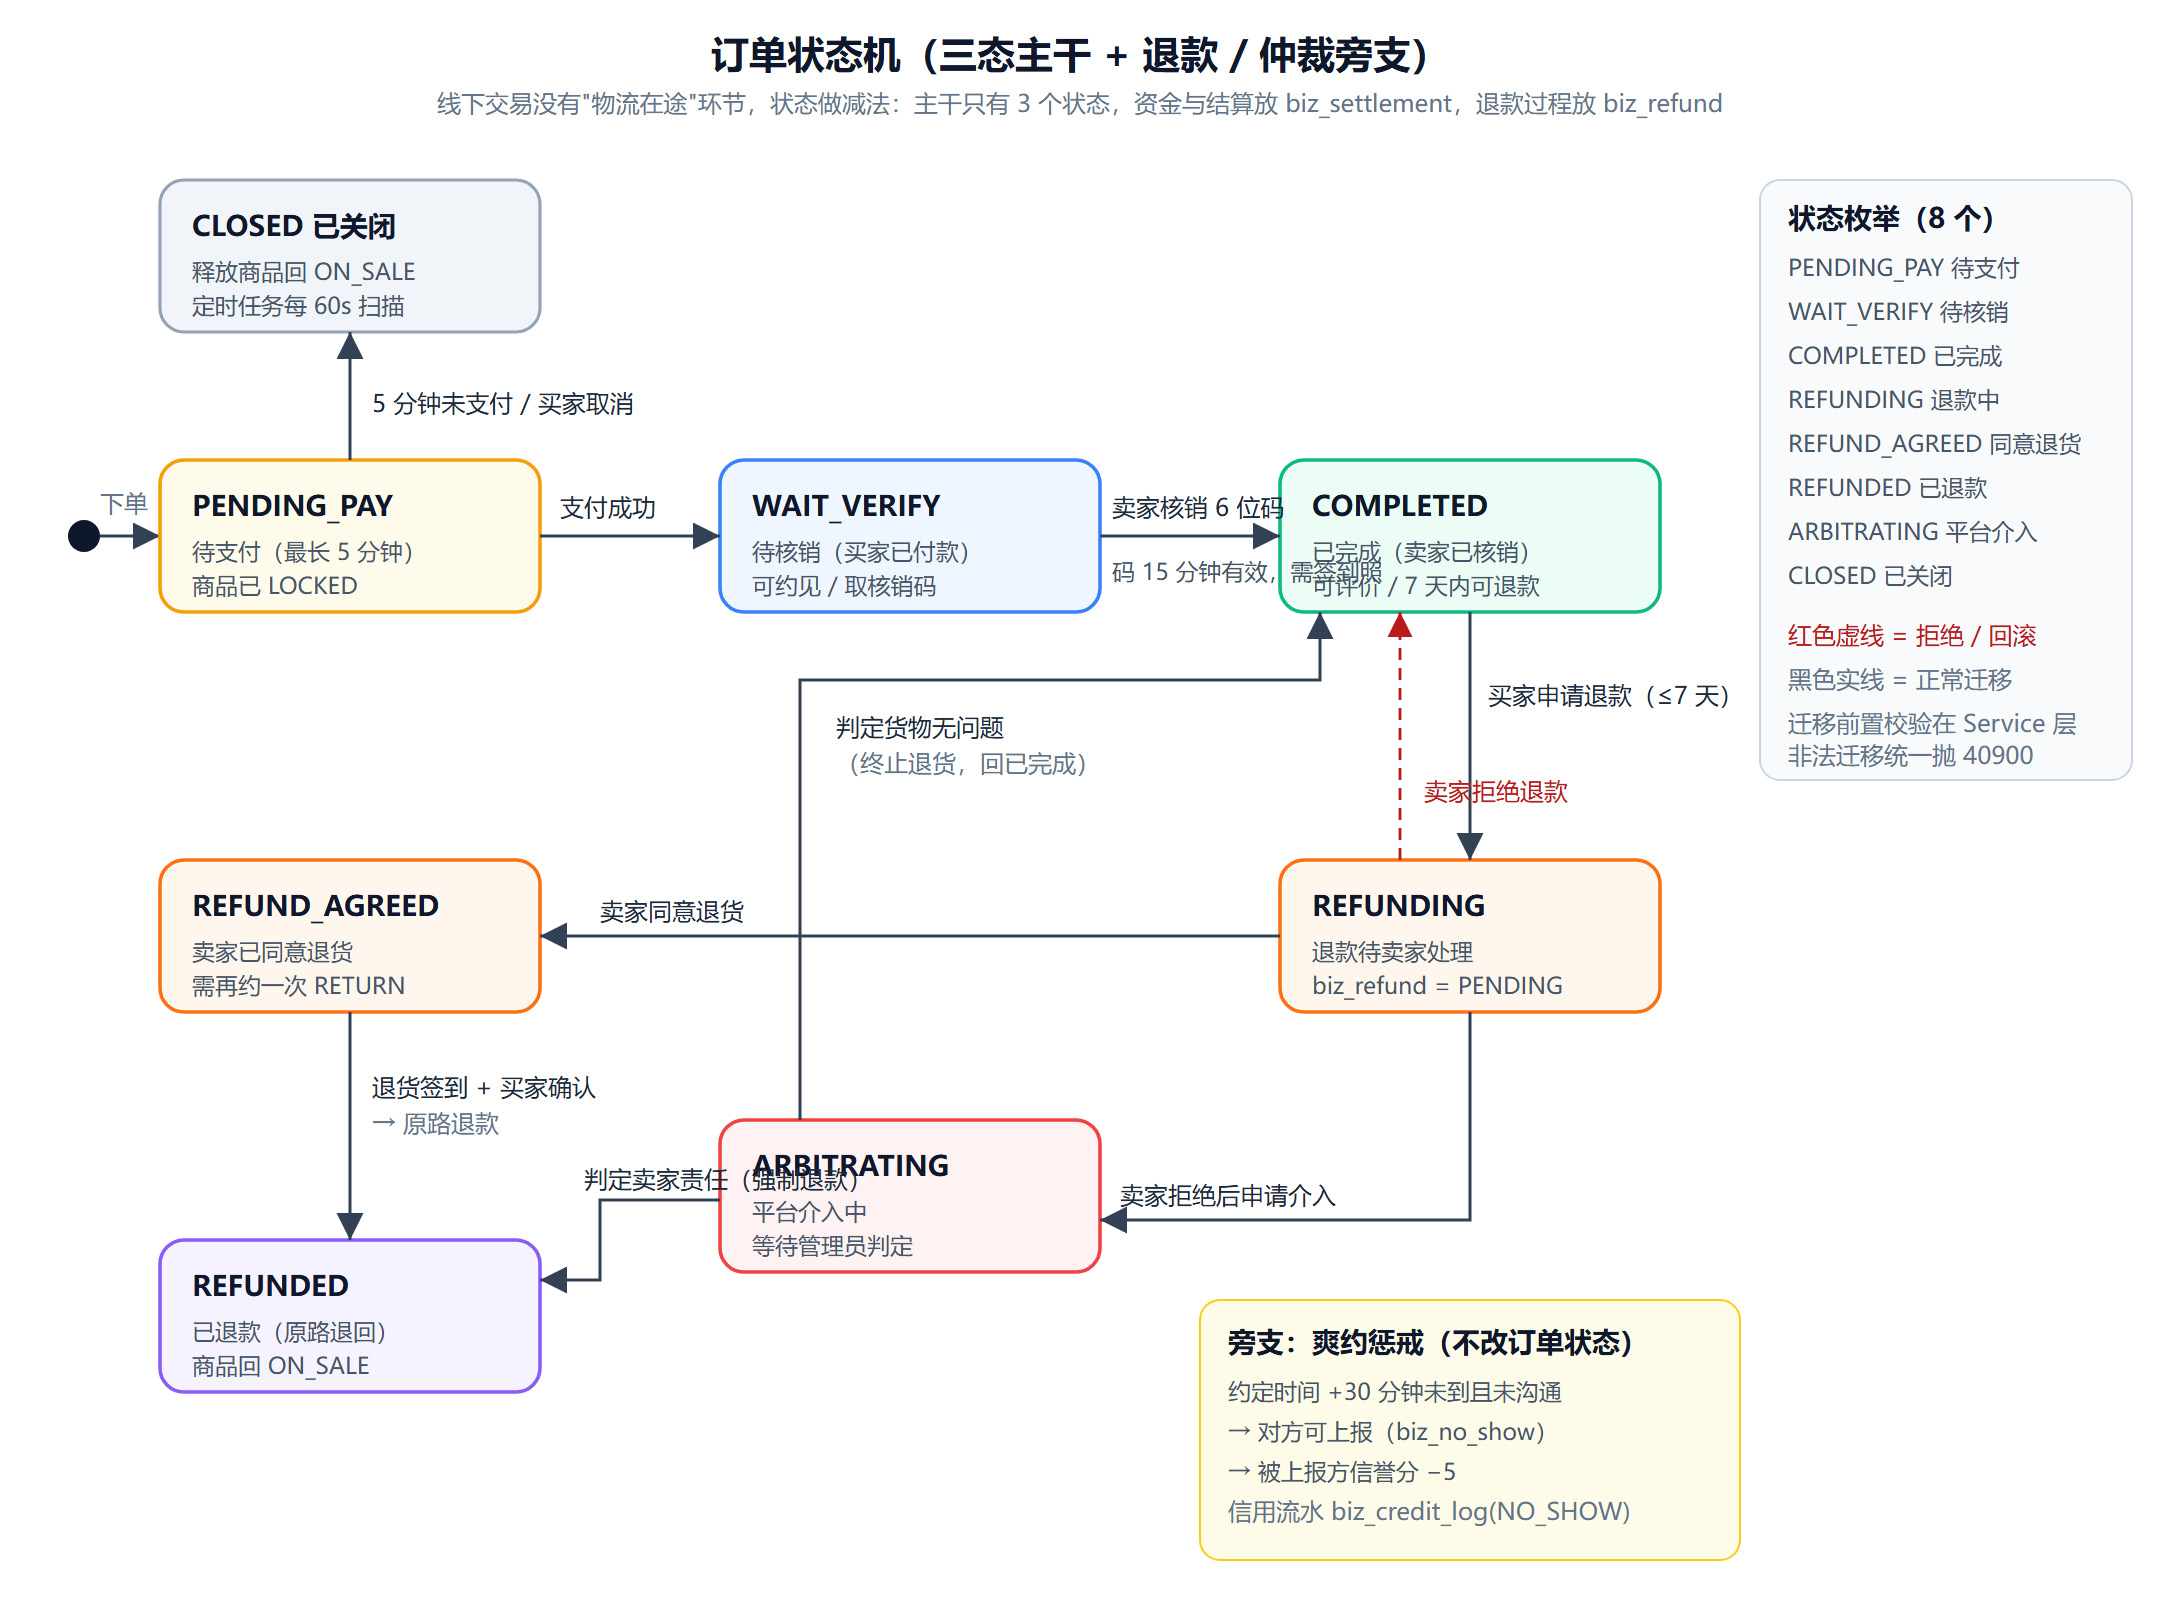 订单状态机（三态主干 + 退款 / 仲裁旁支）
线下交易没有"物流在途"环节，状态做减法：主干只有 3 个状态，资金与结算放 biz_settlement，退款过程放 biz_refund
CLOSED 已关闭
释放商品回 ON_SALE
定时任务每 60s 扫描
5 分钟未支付 / 买家取消
下单
PENDING_PAY
待支付（最长 5 分钟）
商品已 LOCKED
支付成功
WAIT_VERIFY
待核销（买家已付款）
可约见 / 取核销码
卖家核销 6 位码
码 15 分钟有效，需签到照
COMPLETED
已完成（卖家已核销）
可评价 / 7 天内可退款
状态枚举（8 个）
PENDING_PAY 待支付
WAIT_VERIFY 待核销
COMPLETED 已完成
REFUNDING 退款中
REFUND_AGREED 同意退货
REFUNDED 已退款
ARBITRATING 平台介入
CLOSED 已关闭
红色虚线 = 拒绝 / 回滚
黑色实线 = 正常迁移
迁移前置校验在 Service 层
非法迁移统一抛 40900
判定货物无问题
（终止退货，回已完成）
买家申请退款（≤7 天）
卖家拒绝退款
REFUND_AGREED
卖家已同意退货
需再约一次 RETURN
卖家同意退货
REFUNDING
退款待卖家处理
biz_refund = PENDING
退货签到 + 买家确认
→ 原路退款
判定卖家责任（强制退款）
ARBITRATING
平台介入中
等待管理员判定
卖家拒绝后申请介入
REFUNDED
已退款（原路退回）
商品回 ON_SALE
旁支：爽约惩戒（不改订单状态）
约定时间 +30 分钟未到且未沟通
→ 对方可上报（biz_no_show）
→ 被上报方信誉分 −5
信用流水 biz_credit_log(NO_SHOW)